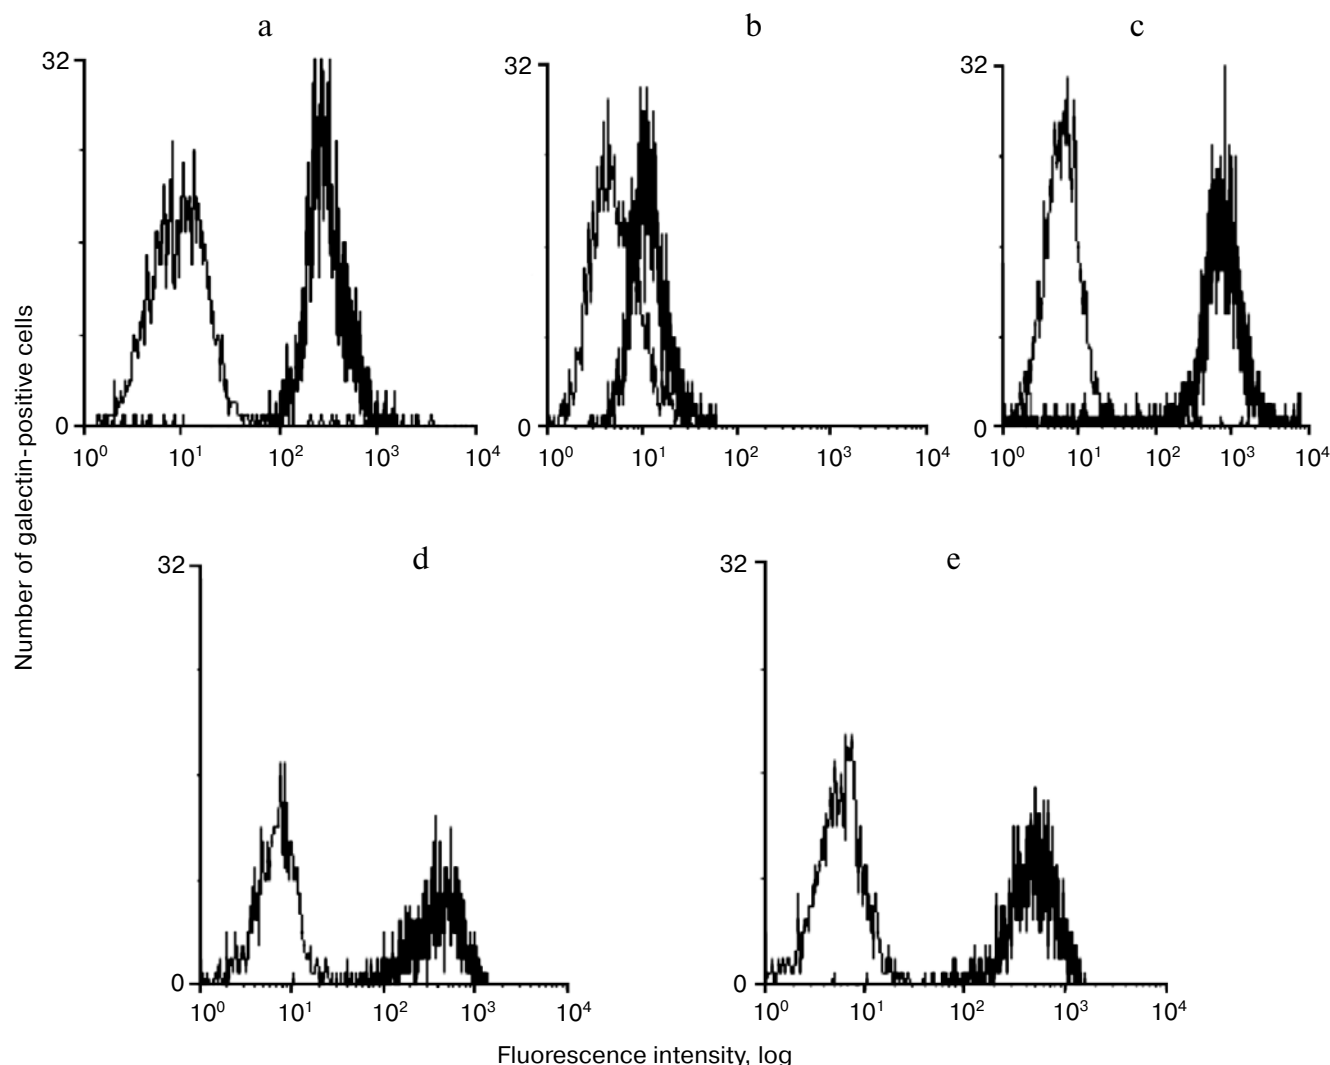 a
b
c
32
32
32
0
0
0
10⁰ 10¹ 10² 10³ 10⁴
10⁰ 10¹ 10² 10³ 10⁴
10⁰ 10¹ 10² 10³ 10⁴
Number of galectin-positive cells
d
e
32
32
0
0
10⁰ 10¹ 10² 10³ 10⁴
10⁰ 10¹ 10² 10³ 10⁴
Fluorescence intensity, log